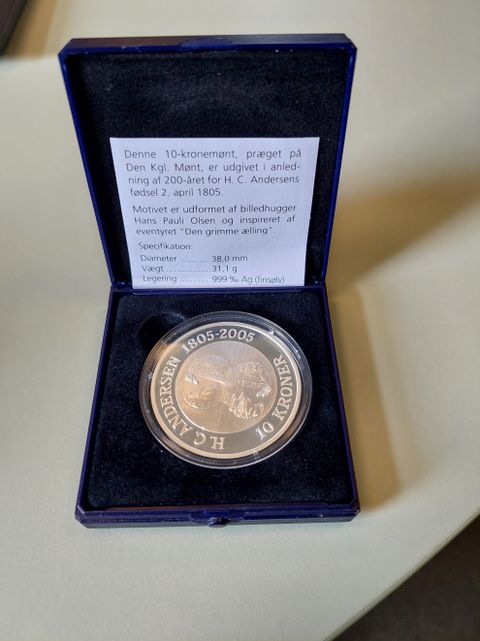 Denne 10-kronemønt, præget på
Den Kgl. Mønt, er udgivet i anled-
ning af 200-året for H. C. Andersens
fødsel 2. april 1805.
Motivet er udformet af billedhugger
Hans Pauli Olsen og inspireret af
eventyret "Den grimme ælling".
Specifikation:
Diameter .......... 38,0 mm
Vægt ................ 31,1 g
Legering .......... 999 ‰ Ag (finsølv)
H.C. ANDERSEN 1805-2005
10 KRONER